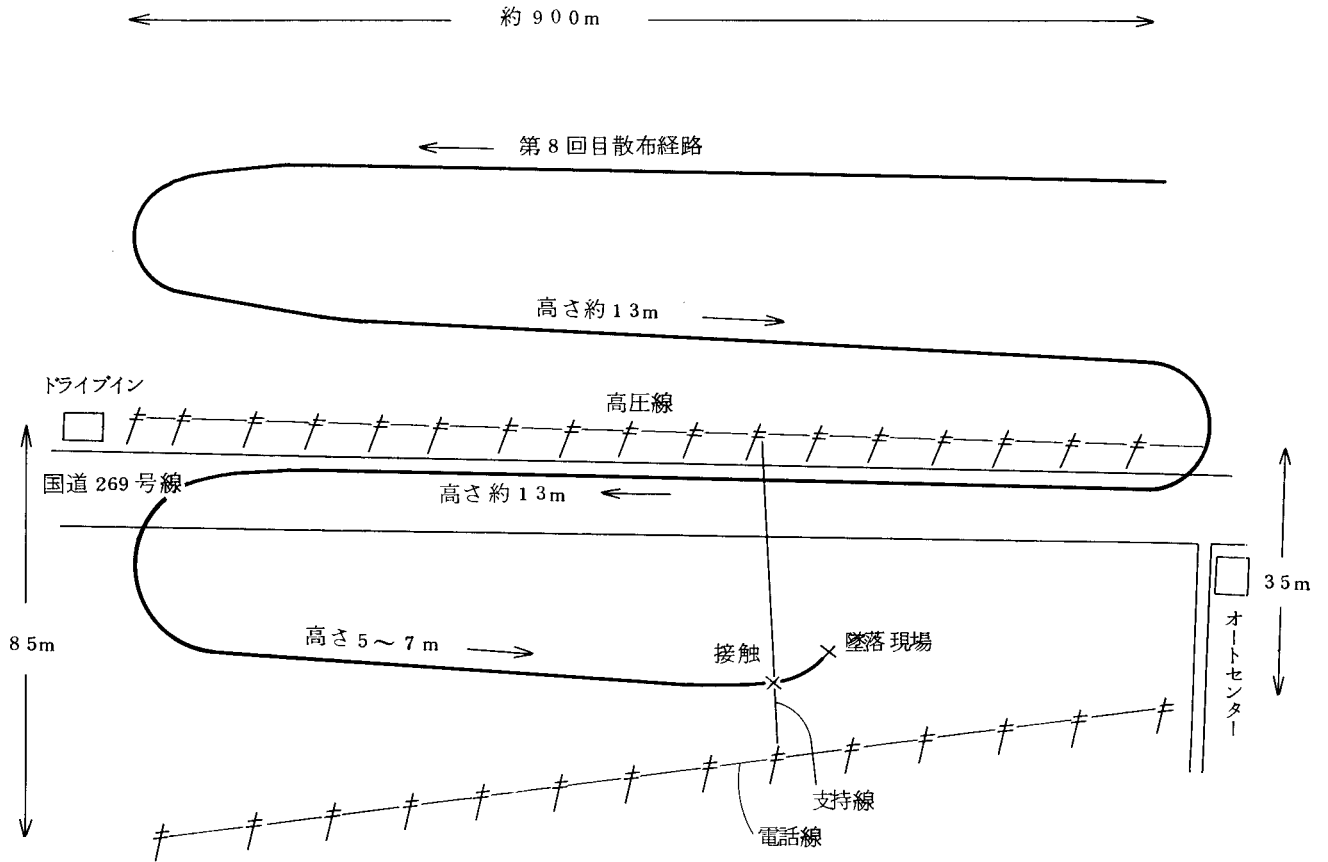 約900m
第8回目散布経路
高さ約13m
ドライブイン
高圧線
国道269号線
高さ約13m
35m
85m
高さ5～7m
接触
墜落現場
オートセンター
支持線
電話線